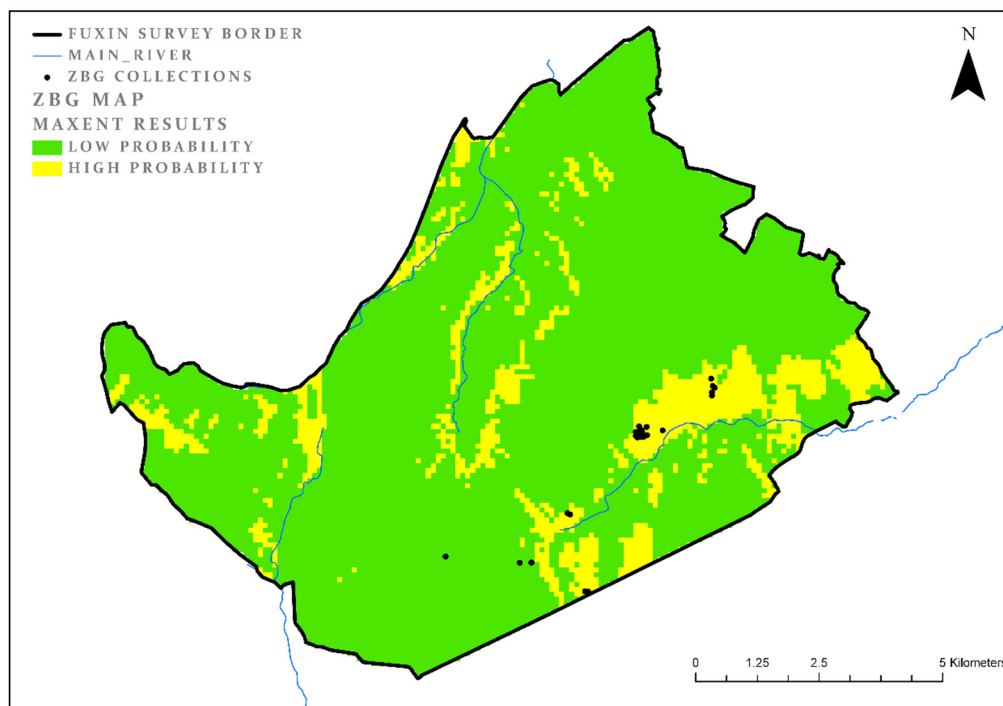 FUXIN SURVEY BORDER
MAIN_RIVER
ZBG COLLECTIONS
ZBG MAP
MAXENT RESULTS
LOW PROBABILITY
HIGH PROBABILITY
N
0 1.25 2.5 5 Kilometers